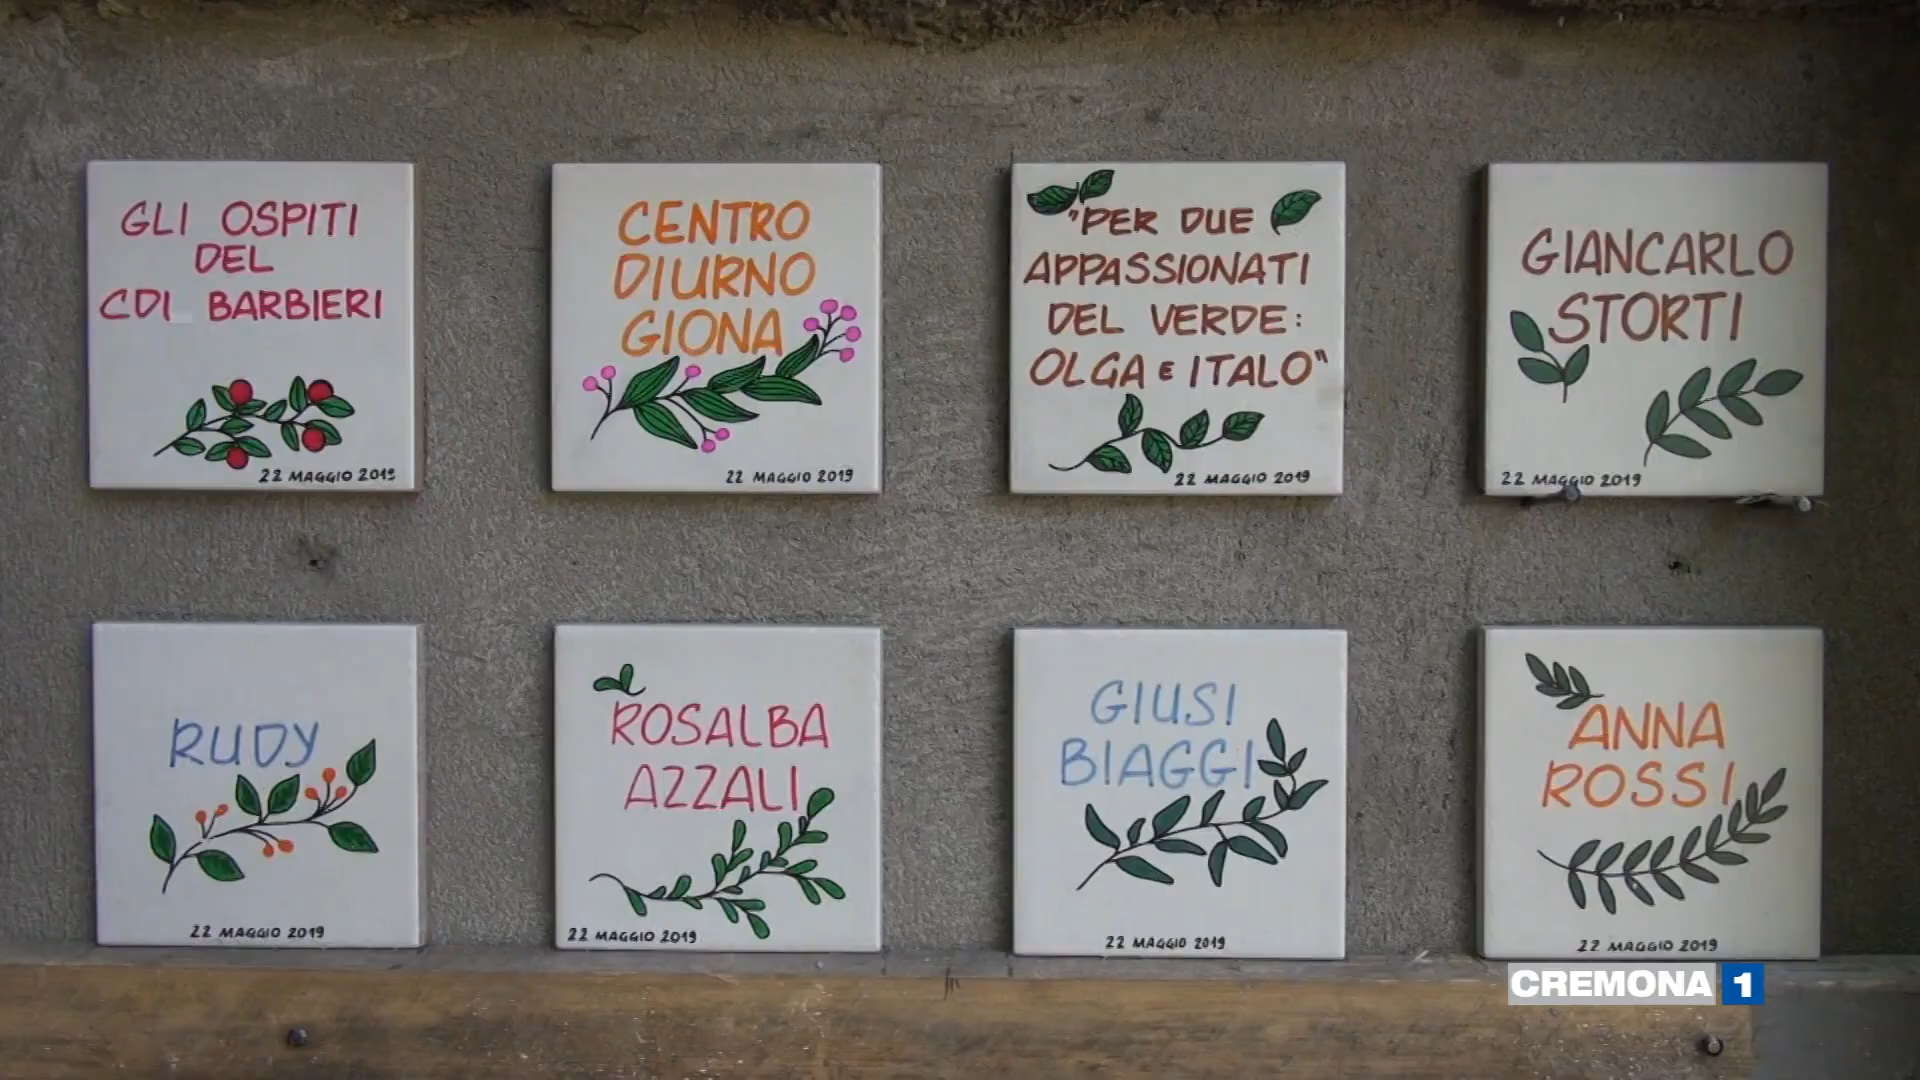 GLI OSPITI
DEL
CDI BARBIERI
22 MAGGIO 2019
CENTRO
DIURNO
GIONA
22 MAGGIO 2019
"PER DUE
APPASSIONATI
DEL VERDE:
OLGA E ITALO"
22 MAGGIO 2019
GIANCARLO
STORTI
22 MAGGIO 2019
RUDY
22 MAGGIO 2019
ROSALBA
AZZALI
22 MAGGIO 2019
GIUSI
BIAGGI
22 MAGGIO 2019
ANNA
ROSSI
22 MAGGIO 2019
CREMONA 1